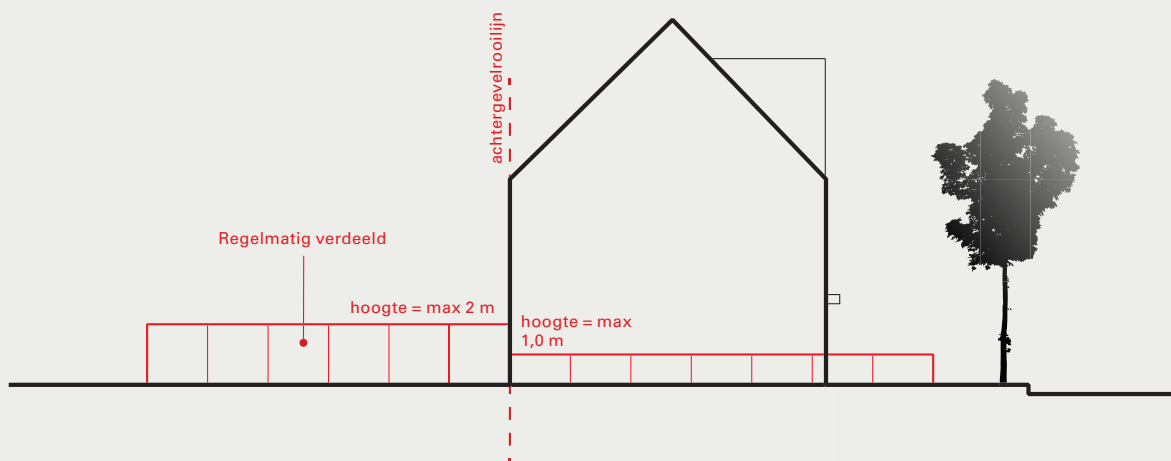 achtergevelrooilijn
Regelmatig verdeeld
hoogte = max 2 m
hoogte = max
1,0 m